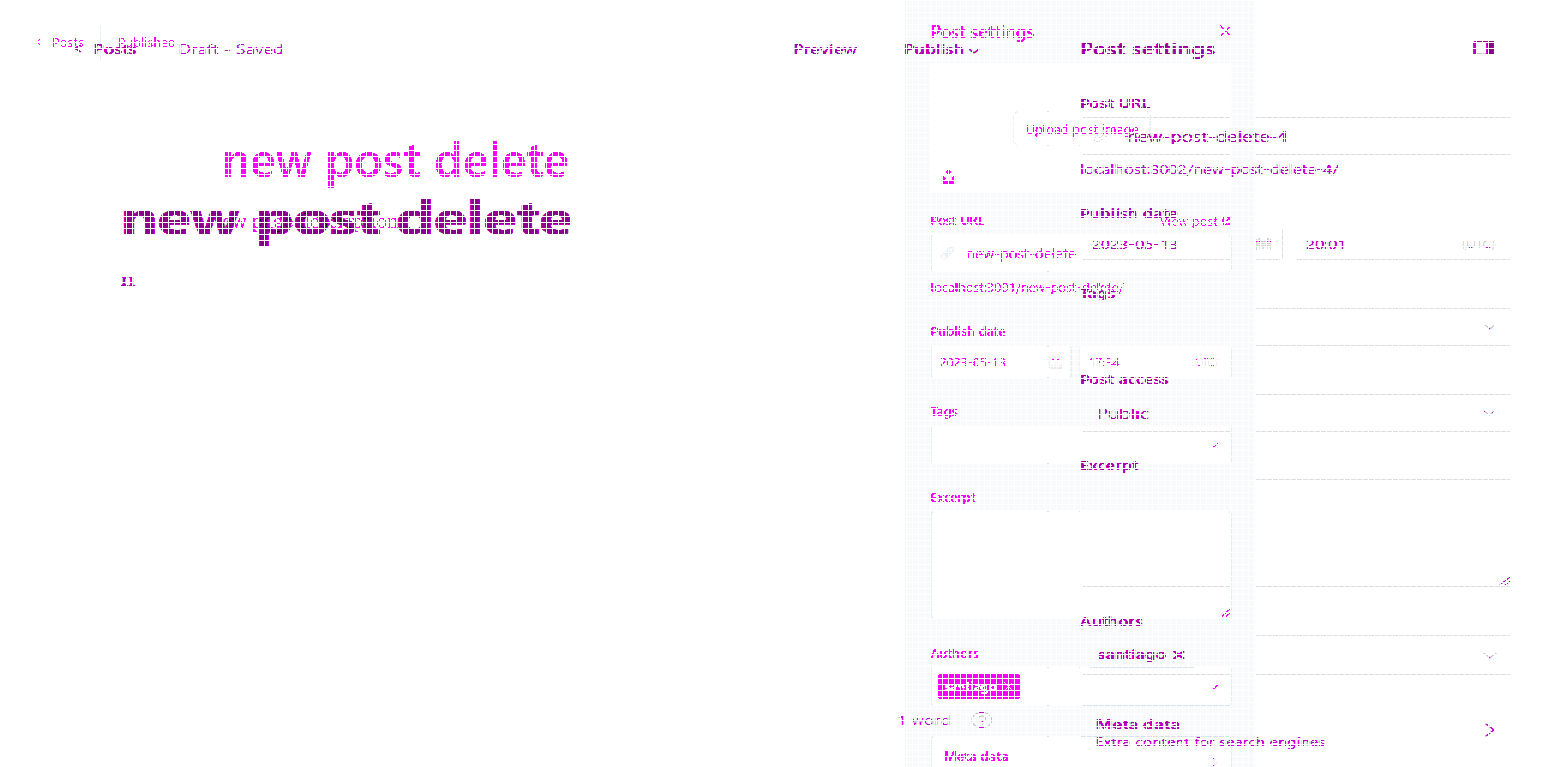 Posts Published
Posts Draft - Saved
Preview Publish
Post settings
Post settings
Post URL
Upload post image
new-post-delete-4
localhost:3002/new-post-delete-4/
new post delete
new post delete
Publish date
Post URL View post
2023-05-13 20:01 (UTC)
new-post-delete
localhost:3001/new-post-delete/
Tags
Publish date
2023-05-13 (UTC)
Post access
Tags
Public
Excerpt
Excerpt
Authors
Authors
santiago ×
1 word ?
Meta data
Extra content for search engines
Meta data